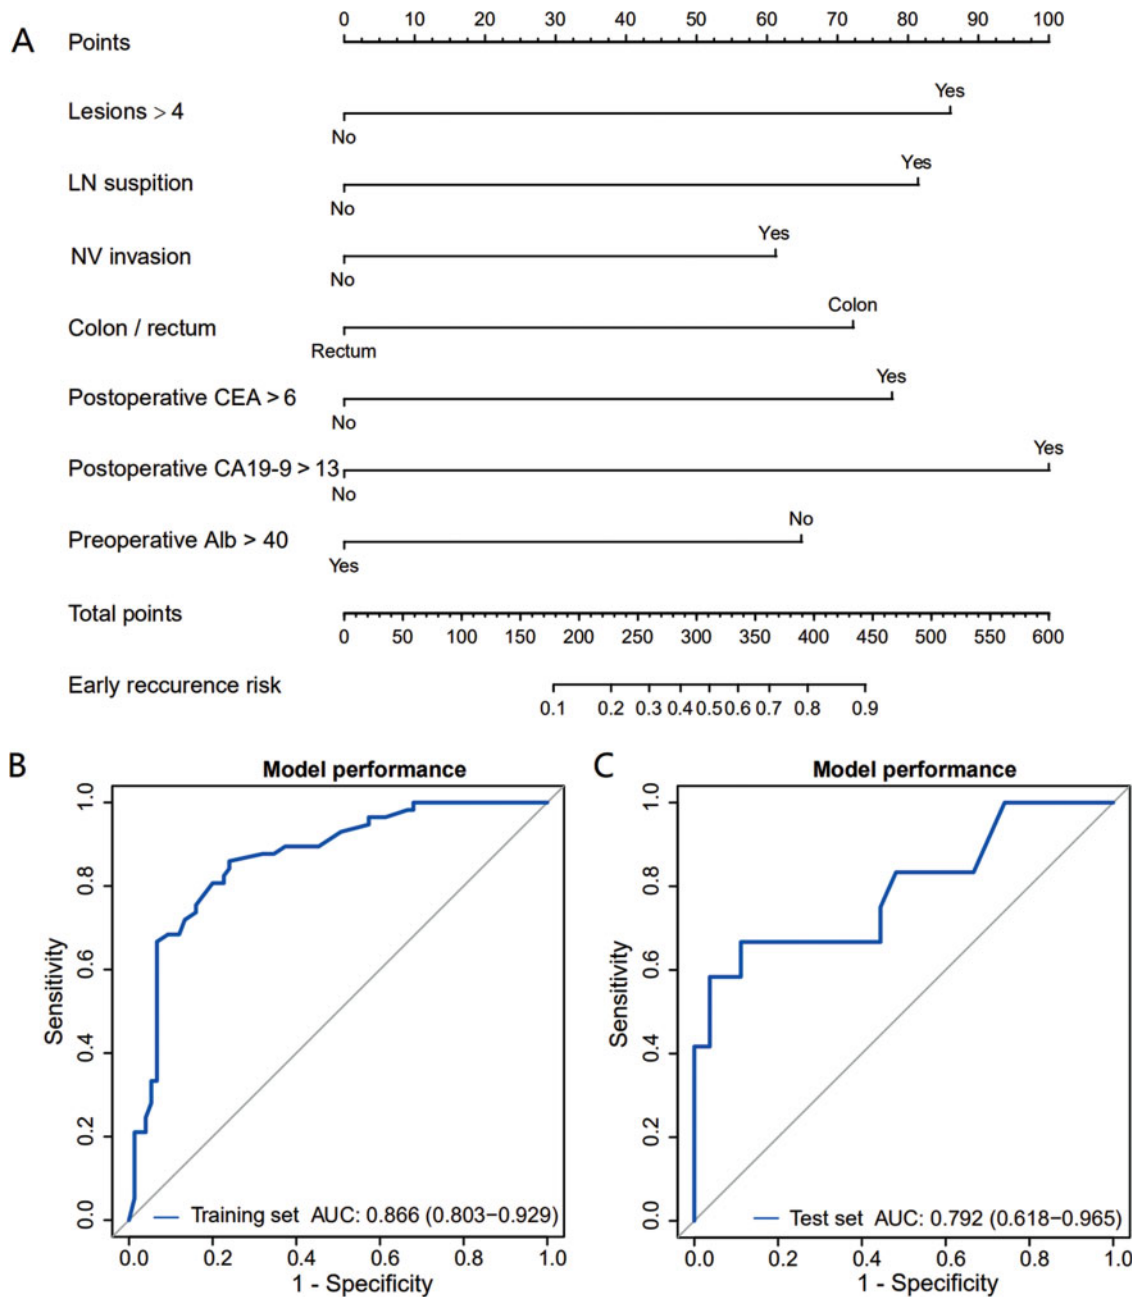 A
Points
0 10 20 30 40 50 60 70 80 90 100
Lesions > 4
Yes
No
LN suspition
Yes
No
NV invasion
Yes
No
Colon / rectum
Colon
Rectum
Postoperative CEA > 6
Yes
No
Postoperative CA19-9 > 13
Yes
No
Preoperative Alb > 40
No
Yes
Total points
0 50 100 150 200 250 300 350 400 450 500 550 600
Early reccurence risk
0.1 0.2 0.3 0.4 0.5 0.6 0.7 0.8 0.9
B
Model performance
Sensitivity
1.0
0.8
0.6
0.4
0.2
0.0
Training set AUC: 0.866 (0.803−0.929)
0.0 0.2 0.4 0.6 0.8 1.0
1 - Specificity
C
Model performance
Sensitivity
1.0
0.8
0.6
0.4
0.2
0.0
Test set AUC: 0.792 (0.618−0.965)
0.0 0.2 0.4 0.6 0.8 1.0
1 - Specificity